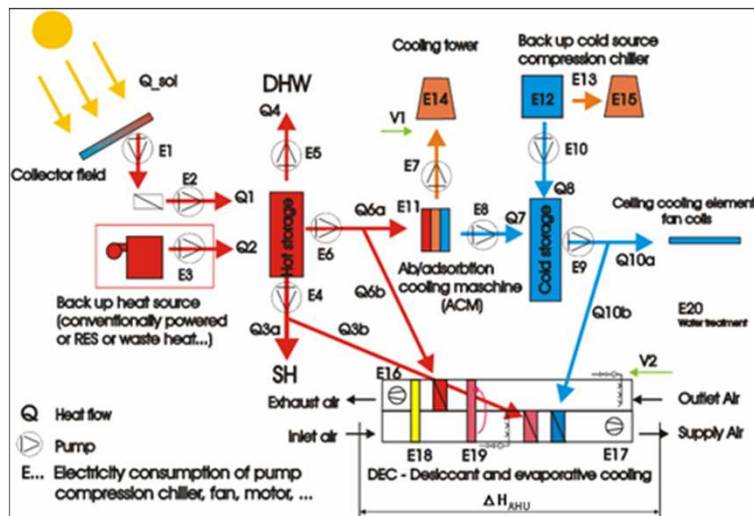 Q_sol
Cooling tower
Back up cold source
compression chiller
E13
DHW
E14
E12
E15
Q4
V1
E1
E5
E7
E10
Collector field
E2
Q1
Q6a
E11
E8
Q7
Q8
Ceiling cooling element
fan coils
Hot storage
Cold storage
Q2
E6
E9
Q10a
E3
Ab/adsorbtion
cooling maschine
(ACM)
Back up heat source
(conventionally powered
or RES or waste heat...)
E4
Q6b
Q10b
E20
Water treatment
Q3a
Q3b
SH
E16
V2
Q Heat flow
Exhaust air
Outlet Air
Pump
Inlet air
Supply Air
E18
E19
E17
E... Electricity consumption of pump
compression chiller, fan, motor, ...
DEC - Desiccant and evaporative cooling
Δ HAHU